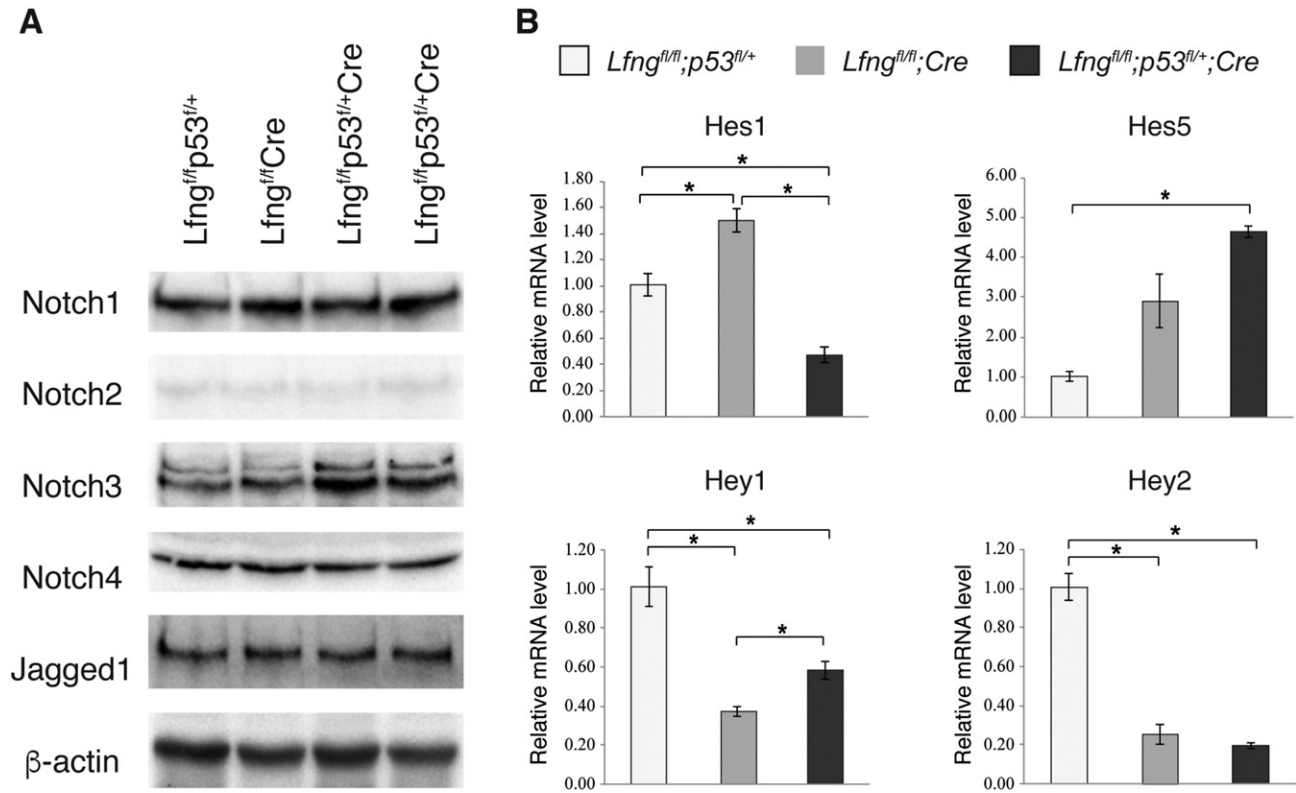 A
Lfngf/fp53f/+
Lfngf/fCre
Lfngf/fp53f/+Cre
Lfngf/fp53f/+Cre
Notch1
Notch2
Notch3
Notch4
Jagged1
β-actin
B
Lfngfl/fl;p53fl/+
Lfngfl/fl;Cre
Lfngfl/fl;p53fl/+;Cre
Hes1
Relative mRNA level
1.80
1.60
1.40
1.20
1.00
0.80
0.60
0.40
0.20
0.00
*
*
*
Hes5
Relative mRNA level
6.00
5.00
4.00
3.00
2.00
1.00
0.00
*
Hey1
Relative mRNA level
1.20
1.00
0.80
0.60
0.40
0.20
0.00
*
*
*
Hey2
Relative mRNA level
1.20
1.00
0.80
0.60
0.40
0.20
0.00
*
*